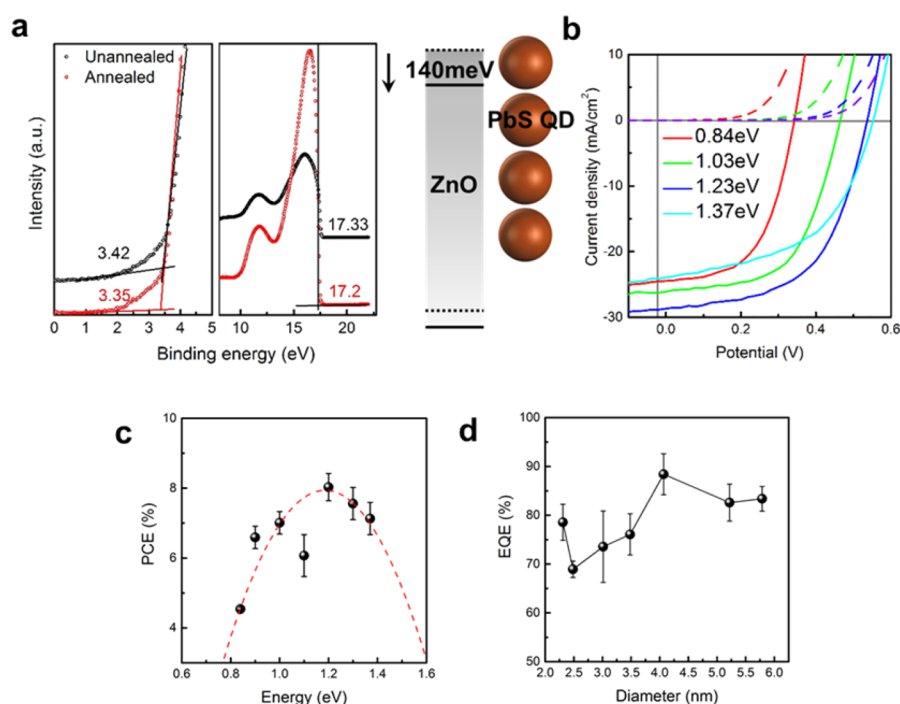 a
Unannealed
Annealed
3.42
3.35
17.33
17.2
0 1 2 3 4 5 10 15 20
Binding energy (eV)
Intensity (a.u.)
140meV
PbS QD
ZnO
b
10
0
-10
-20
-30
0.0 0.2 0.4 0.6
0.84eV
1.03eV
1.23eV
1.37eV
Current density (mA/cm²)
Potential (V)
c
10
8
6
4
0.6 0.8 1.0 1.2 1.4 1.6
PCE (%)
Energy (eV)
d
100
90
80
70
60
50
2.0 2.5 3.0 3.5 4.0 4.5 5.0 5.5 6.0
EQE (%)
Diameter (nm)